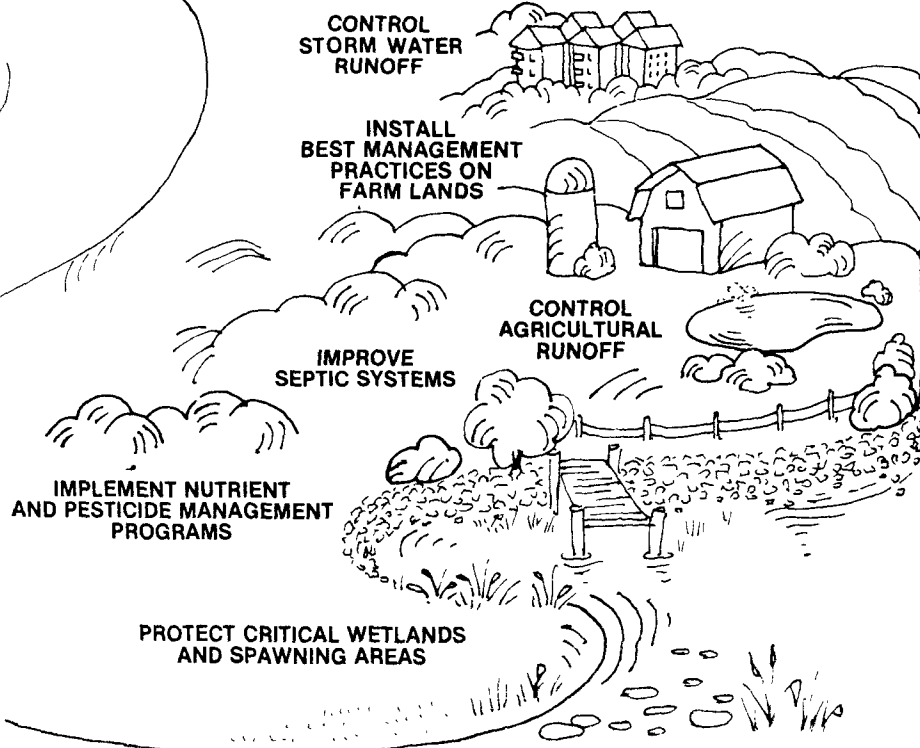 CONTROL
STORM WATER
RUNOFF
INSTALL
BEST MANAGEMENT
PRACTICES ON
FARM LANDS
CONTROL
AGRICULTURAL
RUNOFF
IMPROVE
SEPTIC SYSTEMS
IMPLEMENT NUTRIENT
AND PESTICIDE MANAGEMENT
PROGRAMS
PROTECT CRITICAL WETLANDS
AND SPAWNING AREAS